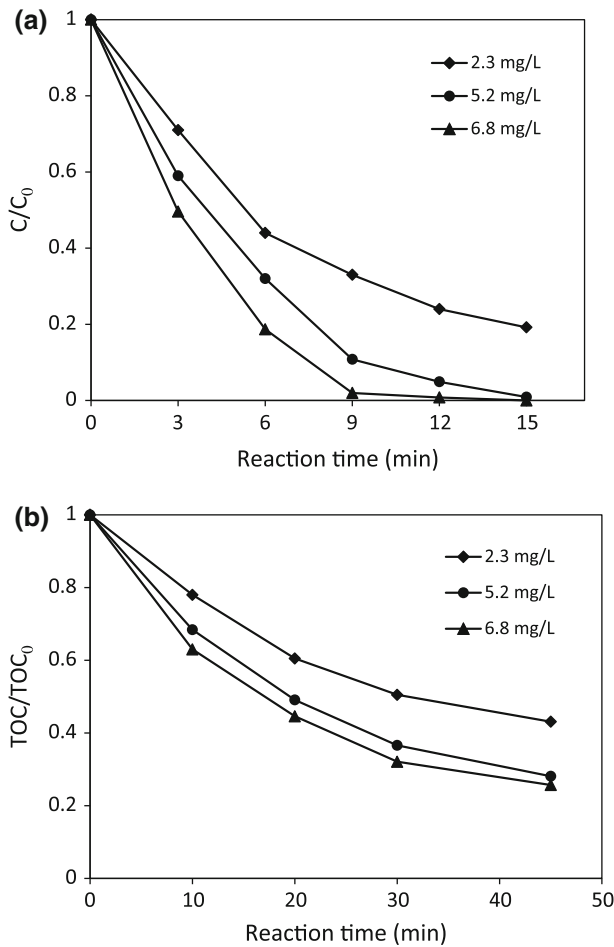 (a)
1
0.8
0.6
0.4
0.2
0
C/C0
0 3 6 9 12 15
Reaction time (min)
2.3 mg/L
5.2 mg/L
6.8 mg/L
(b)
1
0.8
0.6
0.4
0.2
0
TOC/TOC0
0 10 20 30 40 50
Reaction time (min)
2.3 mg/L
5.2 mg/L
6.8 mg/L